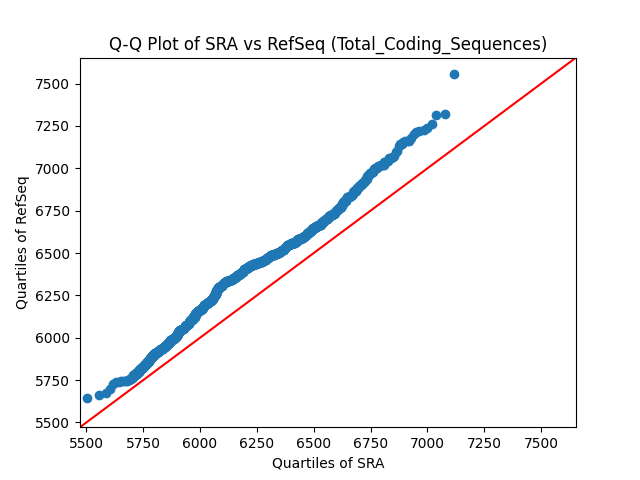 Q-Q Plot of SRA vs RefSeq (Total_Coding_Sequences)
Quartiles of RefSeq
7500
7250
7000
6750
6500
6250
6000
5750
5500
5500 5750 6000 6250 6500 6750 7000 7250 7500
Quartiles of SRA